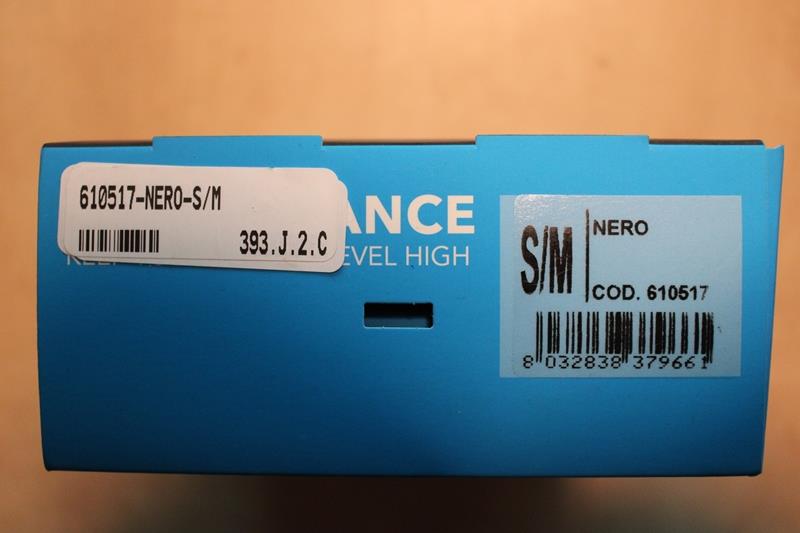 610517-NERO-S/M
393.J.2.C
ANCE
EVEL HIGH
S/M
NERO
COD. 610517
8 032838 379661